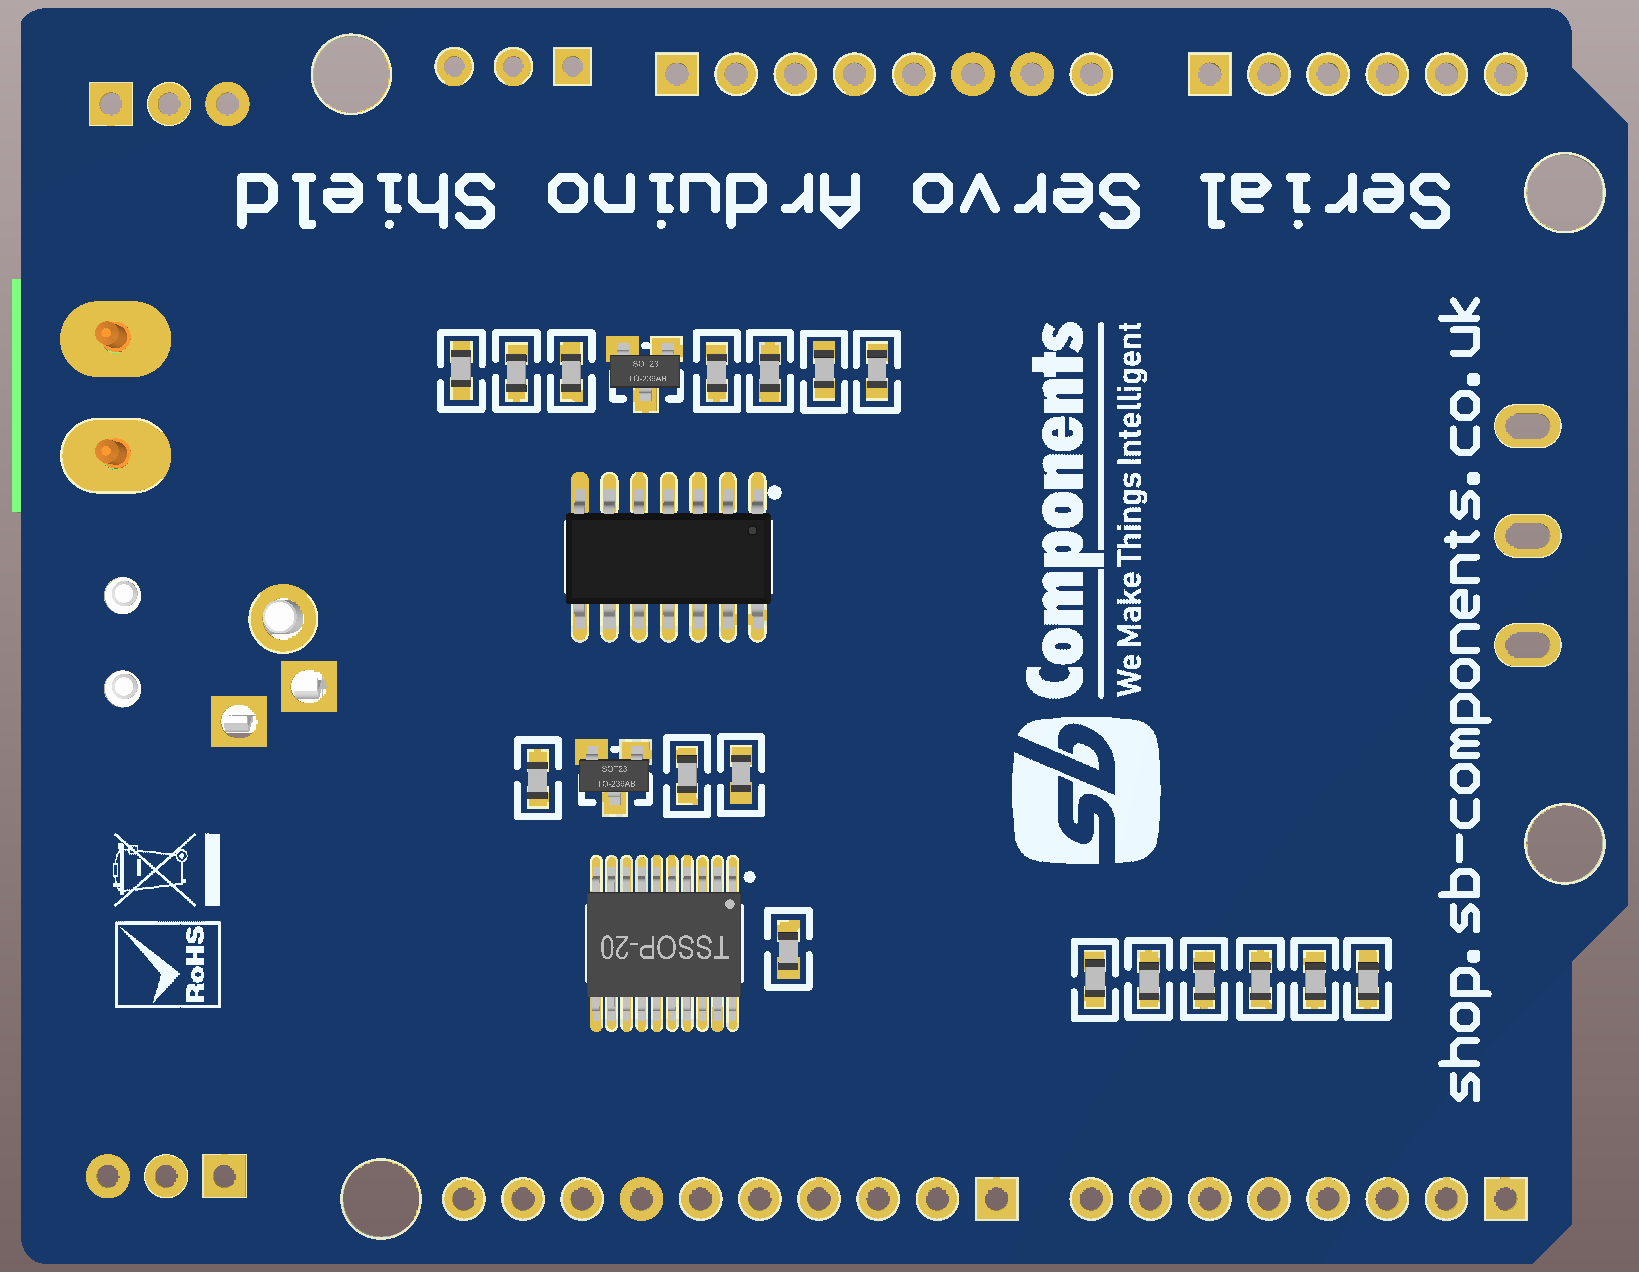 Serial Servo Arduino Shield
SOT23
TO-236AB
Components
We Make Things Intelligent
sb
shop.sb-components.co.uk
SOT23
TO-236AB
TSSOP-20
RoHS